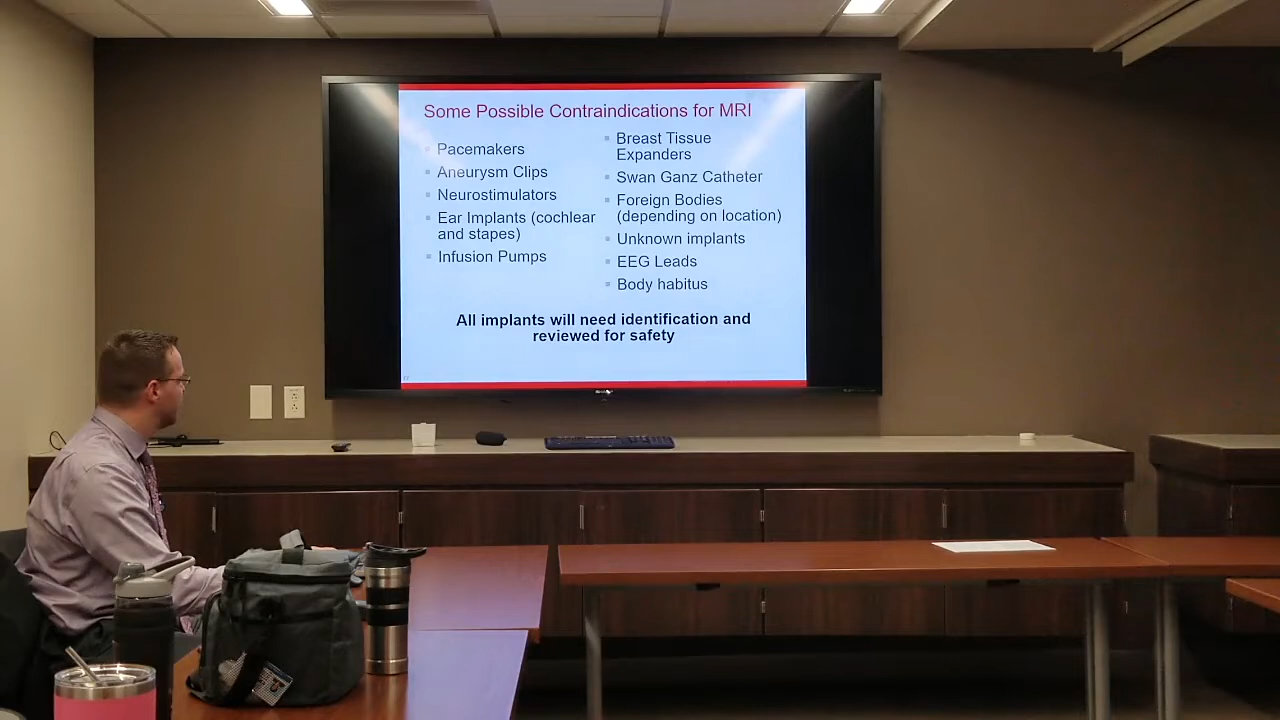 Some Possible Contraindications for MRI
Pacemakers
Aneurysm Clips
Neurostimulators
Ear Implants (cochlear
and stapes)
Infusion Pumps
Breast Tissue
Expanders
Swan Ganz Catheter
Foreign Bodies
(depending on location)
Unknown implants
EEG Leads
Body habitus
All implants will need identification and
reviewed for safety